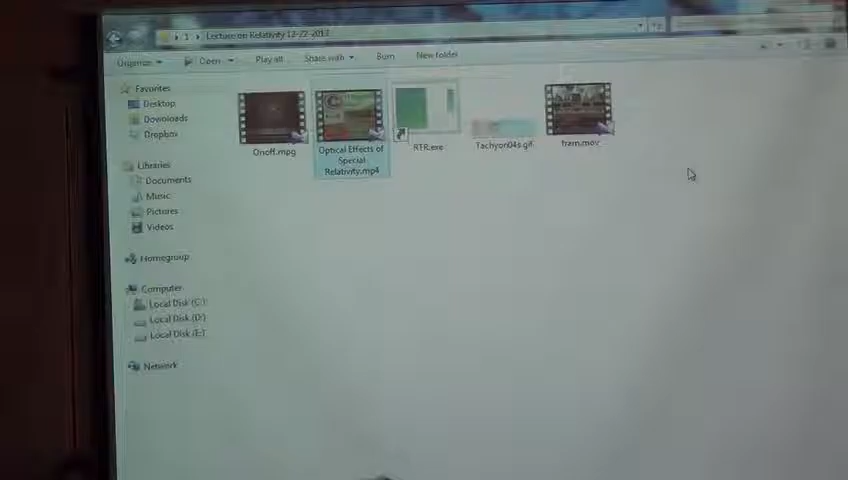 1 Lecture on Relativity 12-22-2012
Organize Open Play all Share with Burn New folder
Favorites
Desktop
Downloads
Dropbox
Libraries
Documents
Music
Pictures
Videos
Homegroup
Computer
Local Disk (C:)
Local Disk (D:)
Local Disk (E:)
Network
Onoff.mpg
Optical Effects of
Special
Relativity.mp4
RTR.exe
Tachyon04s.gif
tram.mov